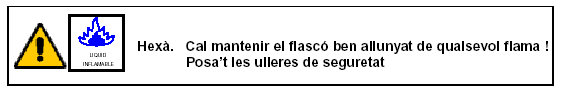 LIQUID
INFLAMABLE
Hexà. Cal mantenir el flascó ben allunyat de qualsevol flama !
Posa't les ulleres de seguretat